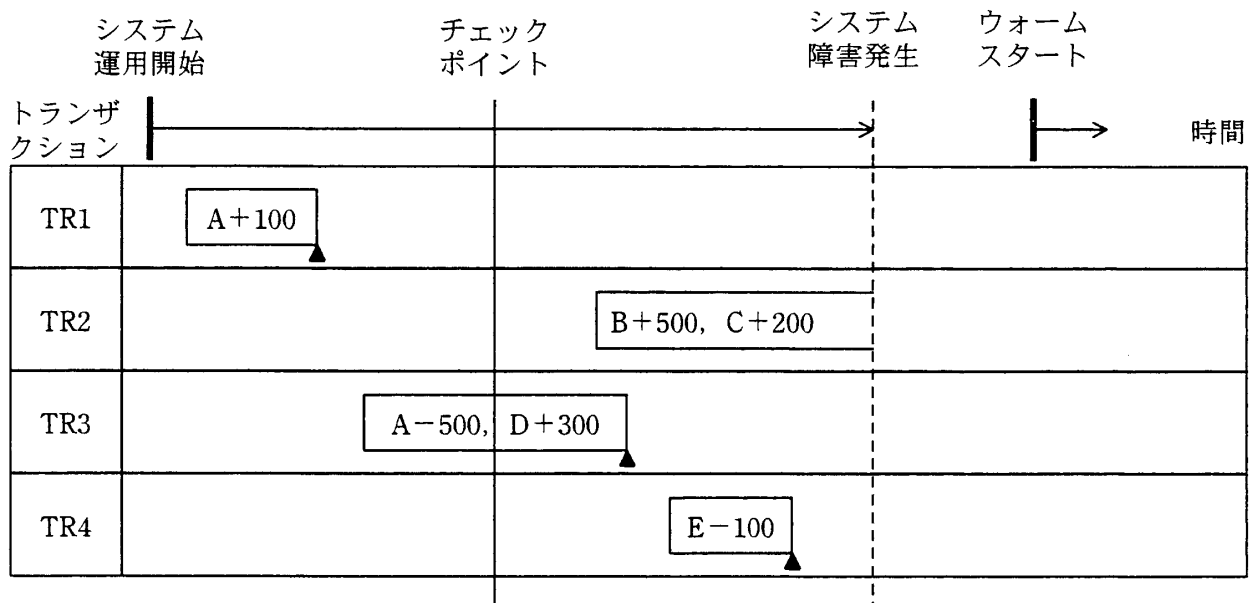 システム
運用開始
チェック
ポイント
システム
障害発生
ウォーム
スタート
トランザ
クション
時間
TR1
A+100
TR2
B+500, C+200
TR3
A−500, D+300
TR4
E−100